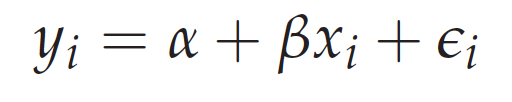 yᵢ = α + βxᵢ + ϵᵢ